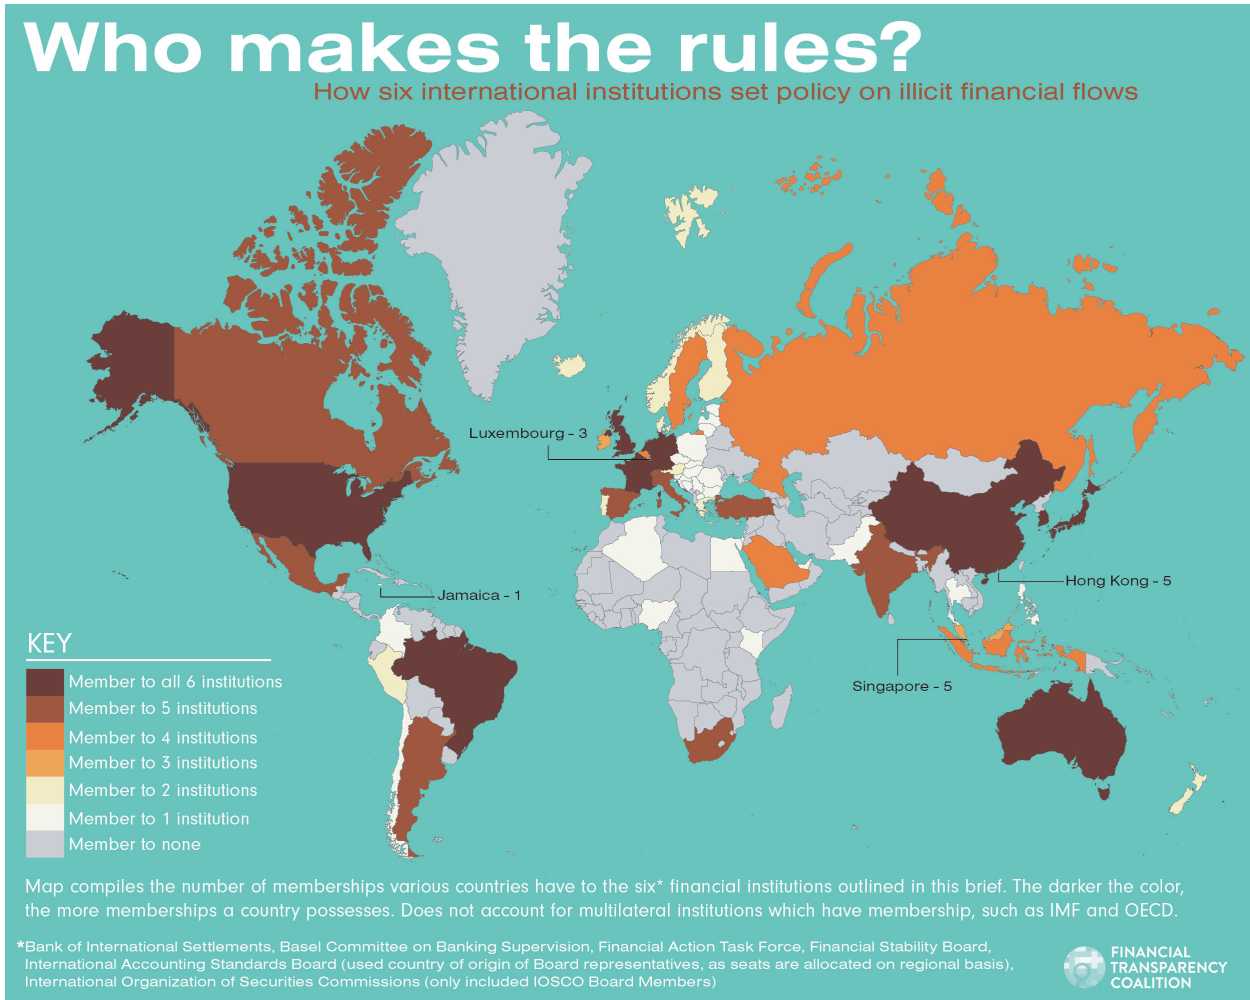 Who makes the rules?
How six international institutions set policy on illicit financial flows
Luxembourg - 3
Hong Kong - 5
Jamaica - 1
Singapore - 5
KEY
Member to all 6 institutions
Member to 5 institutions
Member to 4 institutions
Member to 3 institutions
Member to 2 institutions
Member to 1 institution
Member to none
Map compiles the number of memberships various countries have to the six* financial institutions outlined in this brief. The darker the color,
the more memberships a country possesses. Does not account for multilateral institutions which have membership, such as IMF and OECD.
*Bank of International Settlements, Basel Committee on Banking Supervision, Financial Action Task Force, Financial Stability Board,
International Accounting Standards Board (used country of origin of Board representatives, as seats are allocated on regional basis),
International Organization of Securities Commissions (only included IOSCO Board Members)
FINANCIAL
TRANSPARENCY
COALITION